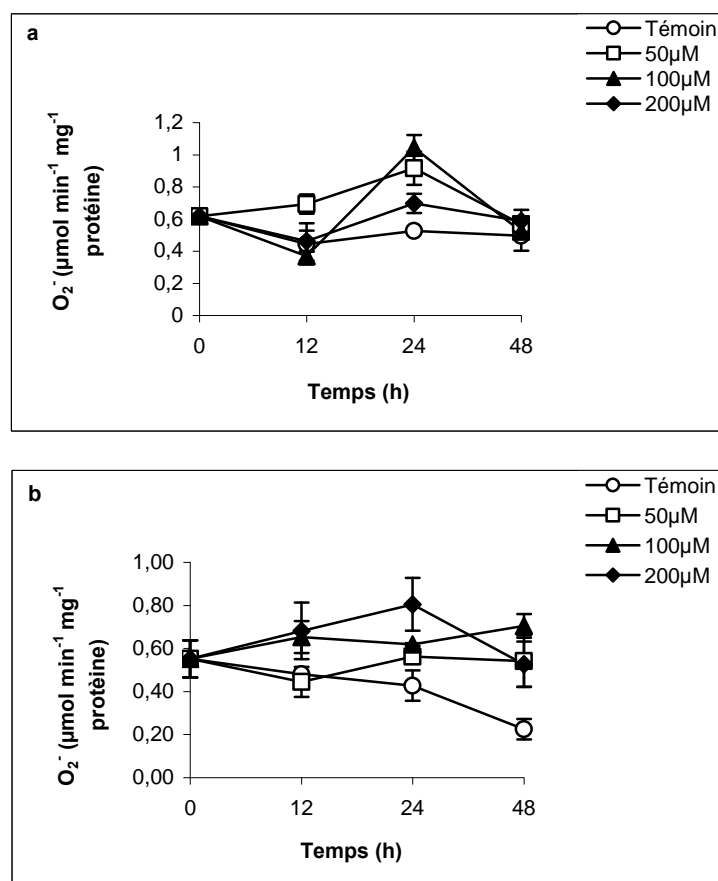 a
Témoin
50µM
100µM
200µM
O₂⁻ (µmol min⁻¹ mg⁻¹
protéine)
1,2
1
0,8
0,6
0,4
0,2
0
0 12 24 48
Temps (h)
b
Témoin
50µM
100µM
200µM
O₂⁻ (µmol min⁻¹ mg⁻¹
protéine)
1,00
0,80
0,60
0,40
0,20
0,00
0 12 24 48
Temps (h)